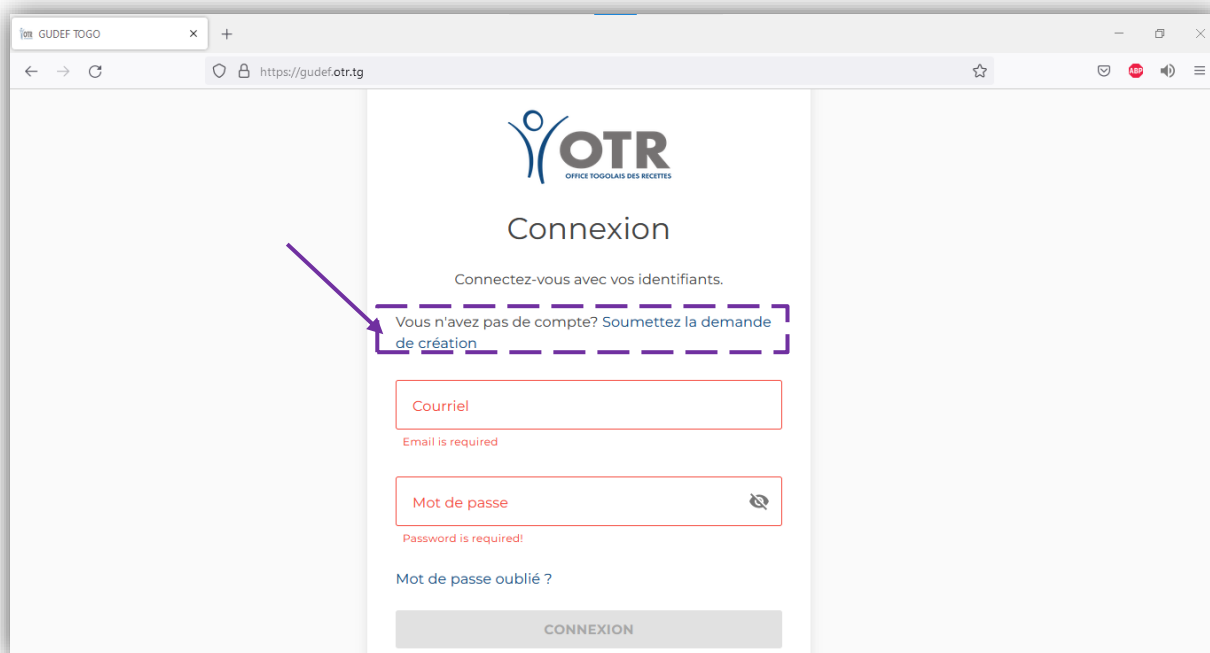 GUDEF TOGO
https://gudef.otr.tg
ABP
OTR
OFFICE TOGOLAIS DES RECETTES
Connexion
Connectez-vous avec vos identifiants.
Vous n'avez pas de compte? Soumettez la demande
de création
Courriel
Email is required
Mot de passe
Password is required!
Mot de passe oublié ?
CONNEXION